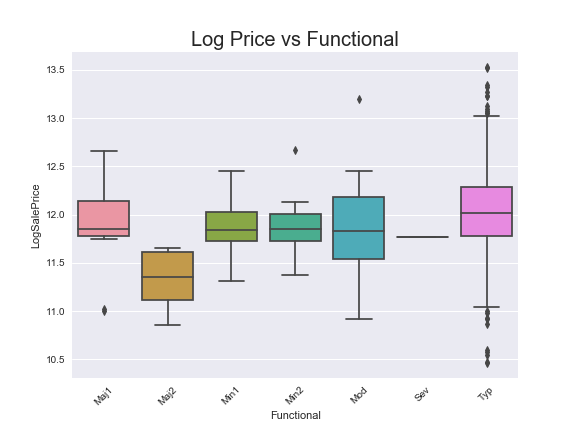 Log Price vs Functional
13.5
13.0
12.5
12.0
11.5
11.0
10.5
LogSalePrice
Maj1
Maj2
Min1
Min2
Mod
Sev
Typ
Functional